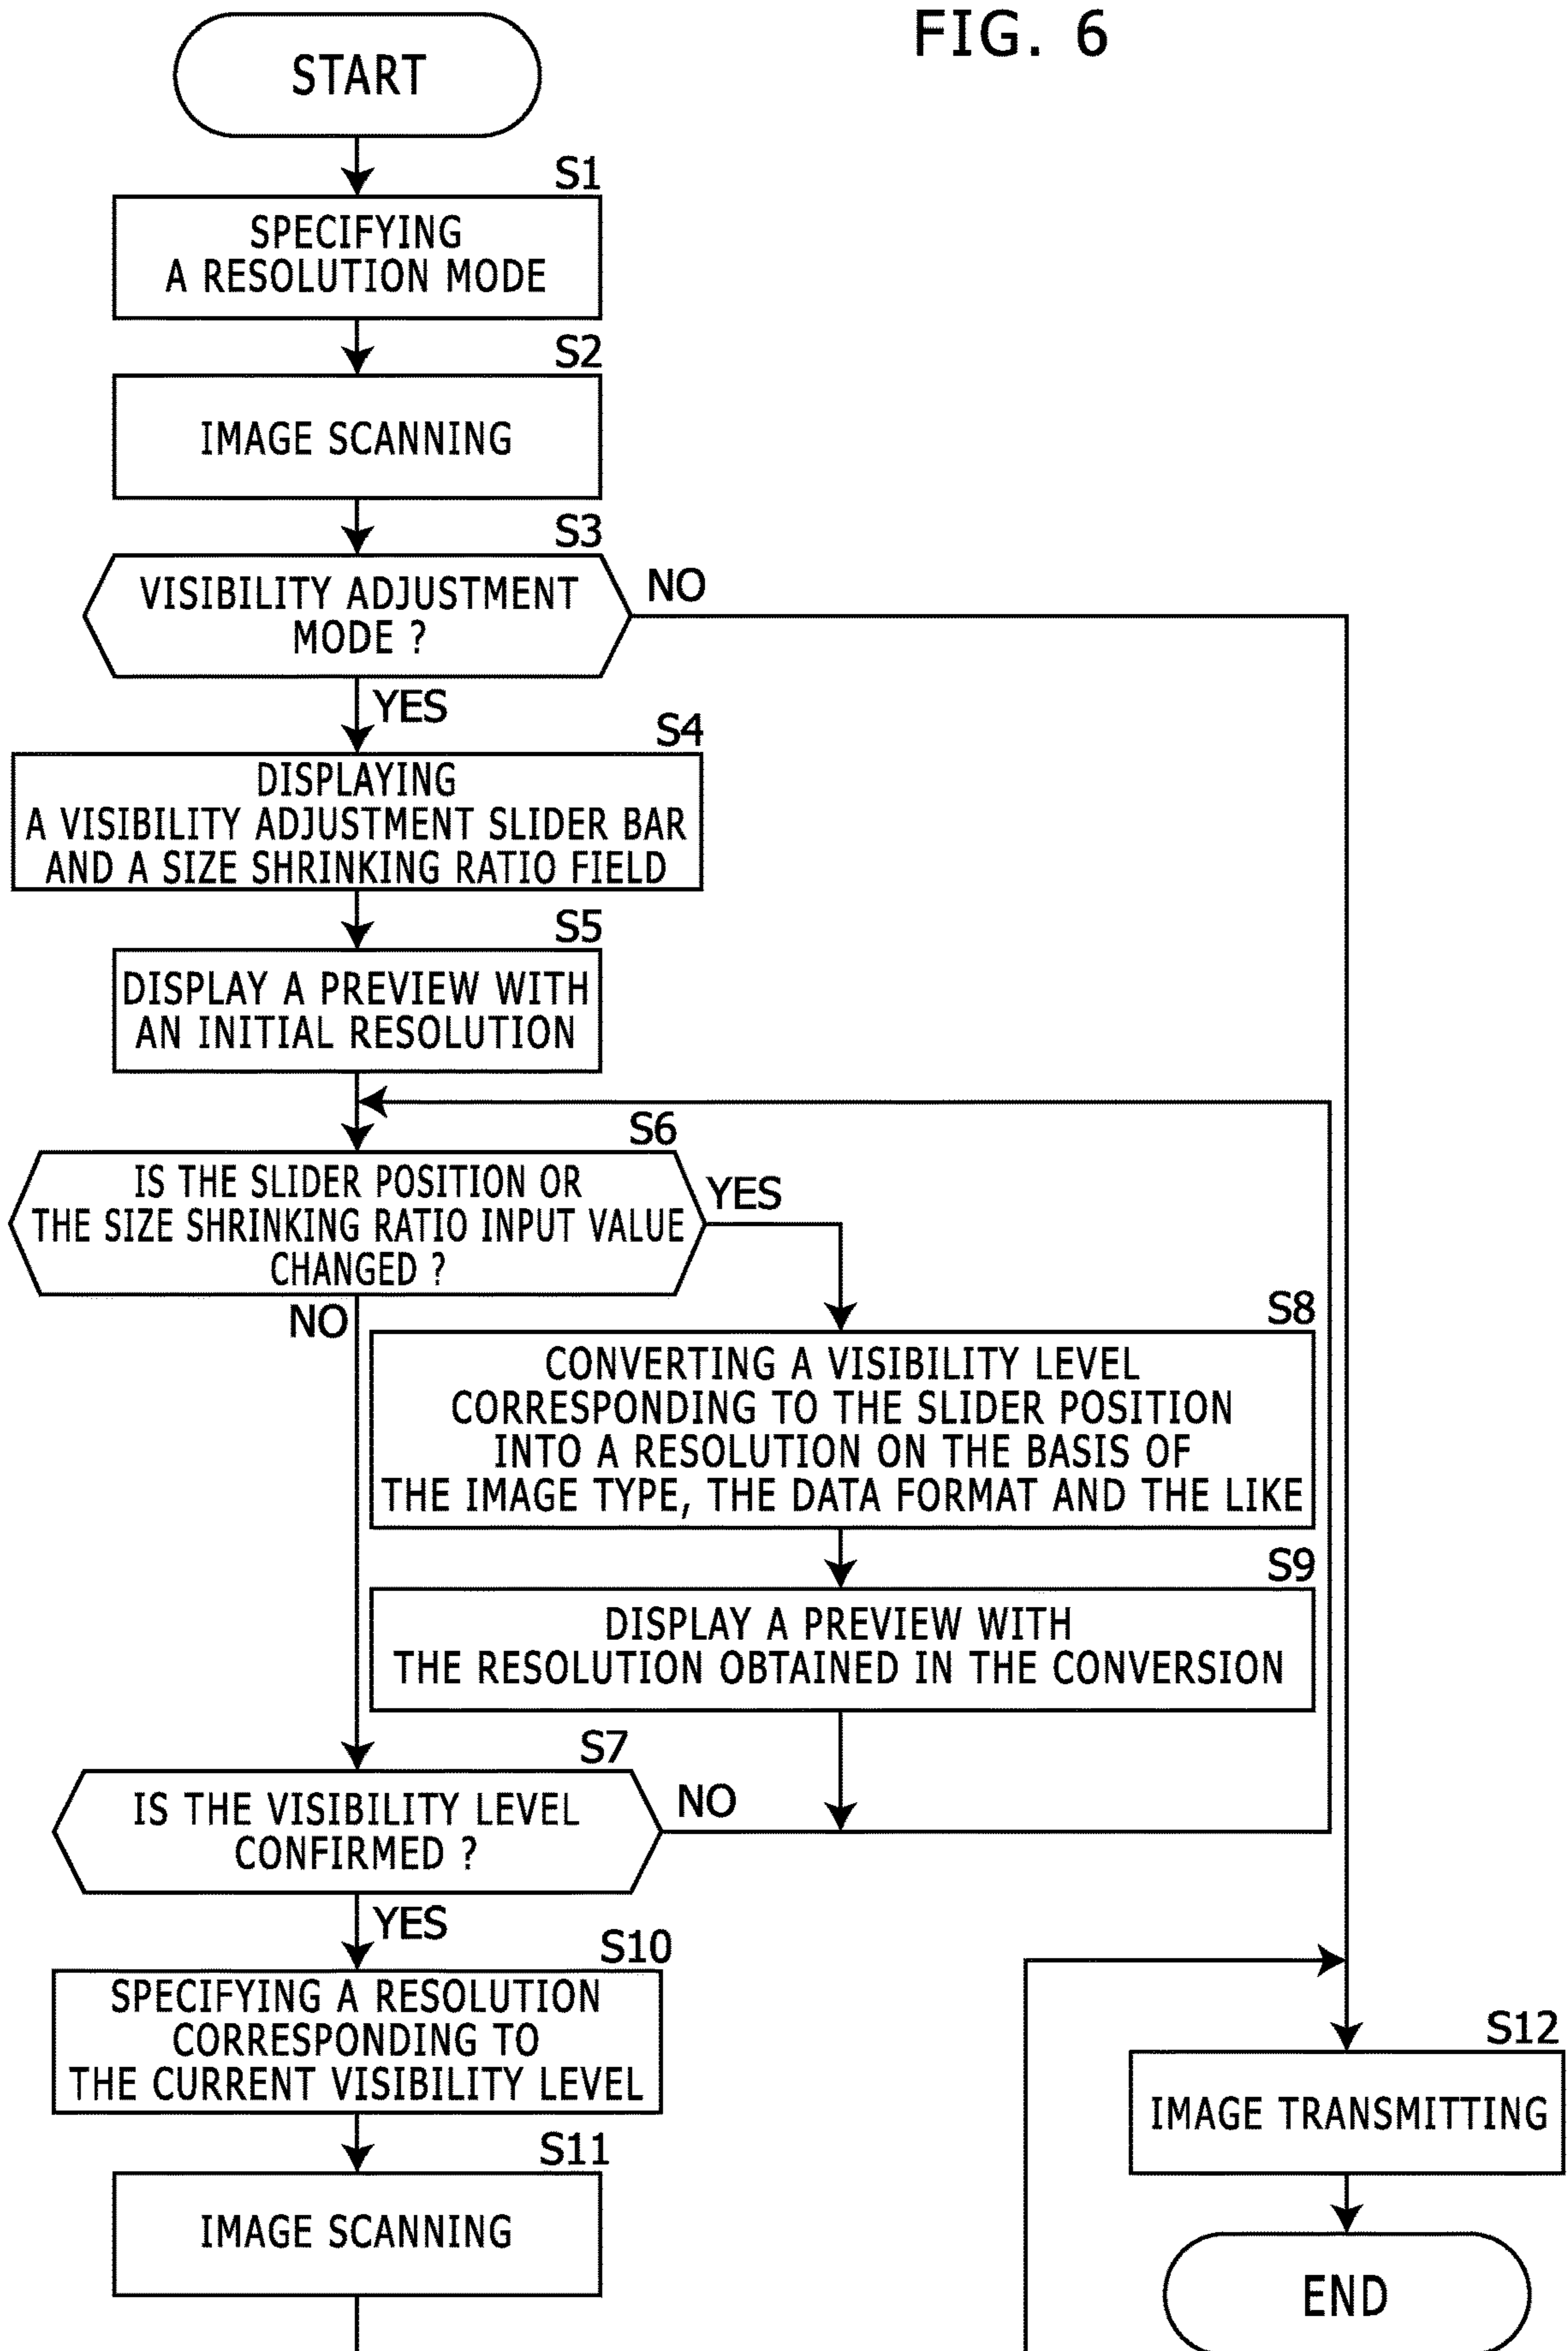 FIG. 6
START
S1
SPECIFYING
A RESOLUTION MODE
S2
IMAGE SCANNING
S3
VISIBILITY ADJUSTMENT
MODE ?
NO
YES
S4
DISPLAYING
A VISIBILITY ADJUSTMENT SLIDER BAR
AND A SIZE SHRINKING RATIO FIELD
S5
DISPLAY A PREVIEW WITH
AN INITIAL RESOLUTION
S6
IS THE SLIDER POSITION OR
THE SIZE SHRINKING RATIO INPUT VALUE
CHANGED ?
YES
NO
S8
CONVERTING A VISIBILITY LEVEL
CORRESPONDING TO THE SLIDER POSITION
INTO A RESOLUTION ON THE BASIS OF
THE IMAGE TYPE, THE DATA FORMAT AND THE LIKE
S9
DISPLAY A PREVIEW WITH
THE RESOLUTION OBTAINED IN THE CONVERSION
S7
IS THE VISIBILITY LEVEL
CONFIRMED ?
NO
YES
S10
SPECIFYING A RESOLUTION
CORRESPONDING TO
THE CURRENT VISIBILITY LEVEL
S11
IMAGE SCANNING
S12
IMAGE TRANSMITTING
END